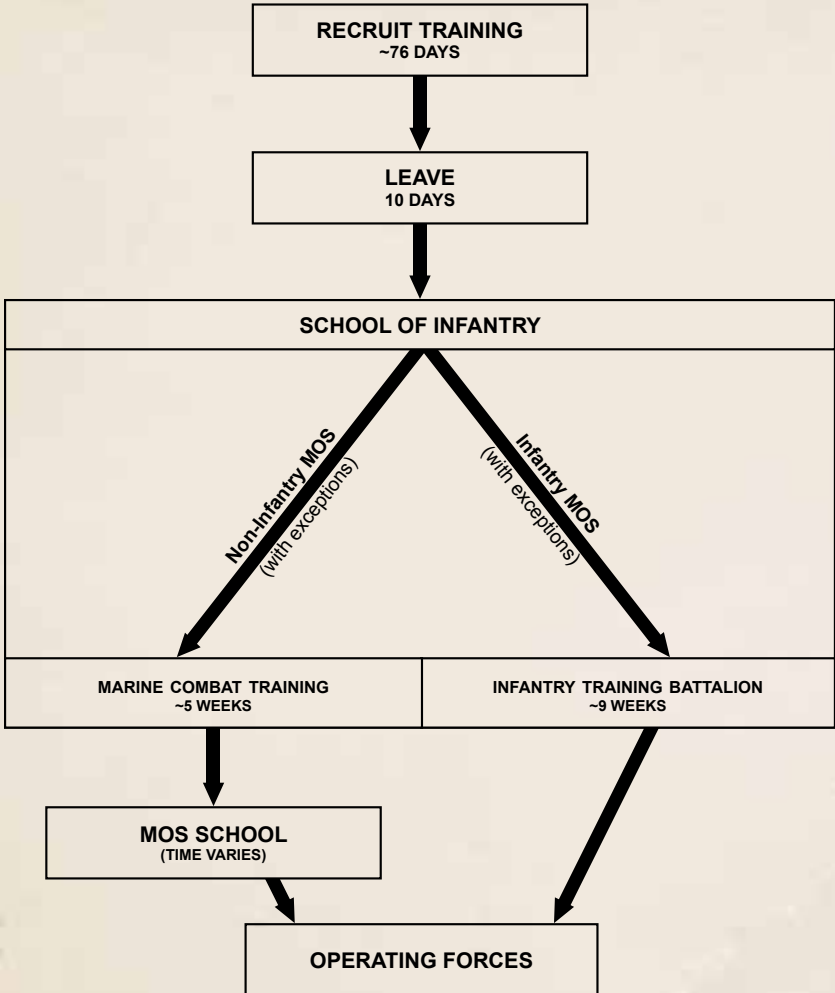 RECRUIT TRAINING
~76 DAYS
LEAVE
10 DAYS
SCHOOL OF INFANTRY
Non-Infantry MOS
(with exceptions)
Infantry MOS
(with exceptions)
MARINE COMBAT TRAINING
~5 WEEKS
INFANTRY TRAINING BATTALION
~9 WEEKS
MOS SCHOOL
(TIME VARIES)
OPERATING FORCES